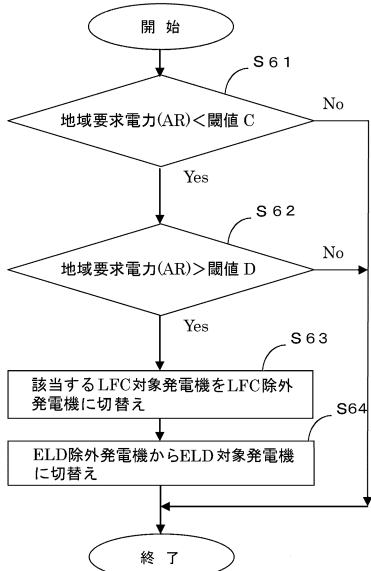 開 始
S61
地域要求電力(AR)<閾値 C
No
Yes
S62
地域要求電力(AR)>閾値 D
No
Yes
S63
該当するLFC対象発電機をLFC除外
発電機に切替え
S64
ELD除外発電機からELD対象発電機
に切替え
終 了